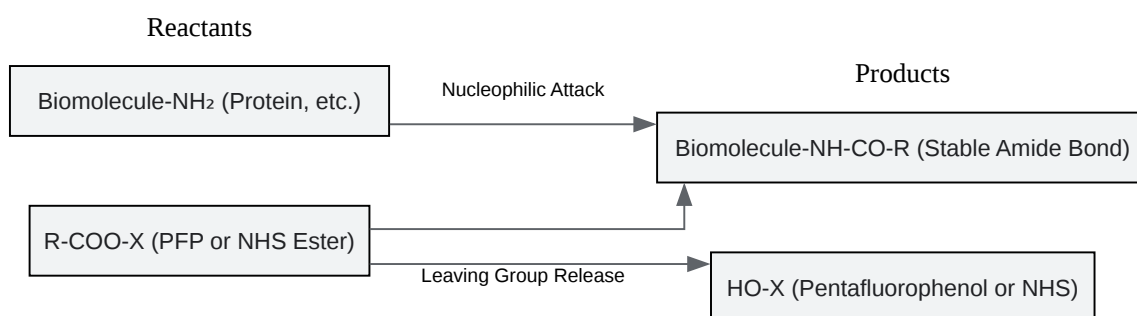 Reactants
Biomolecule-NH₂ (Protein, etc.)
Nucleophilic Attack
Products
Biomolecule-NH-CO-R (Stable Amide Bond)
R-COO-X (PFP or NHS Ester)
Leaving Group Release
HO-X (Pentafluorophenol or NHS)